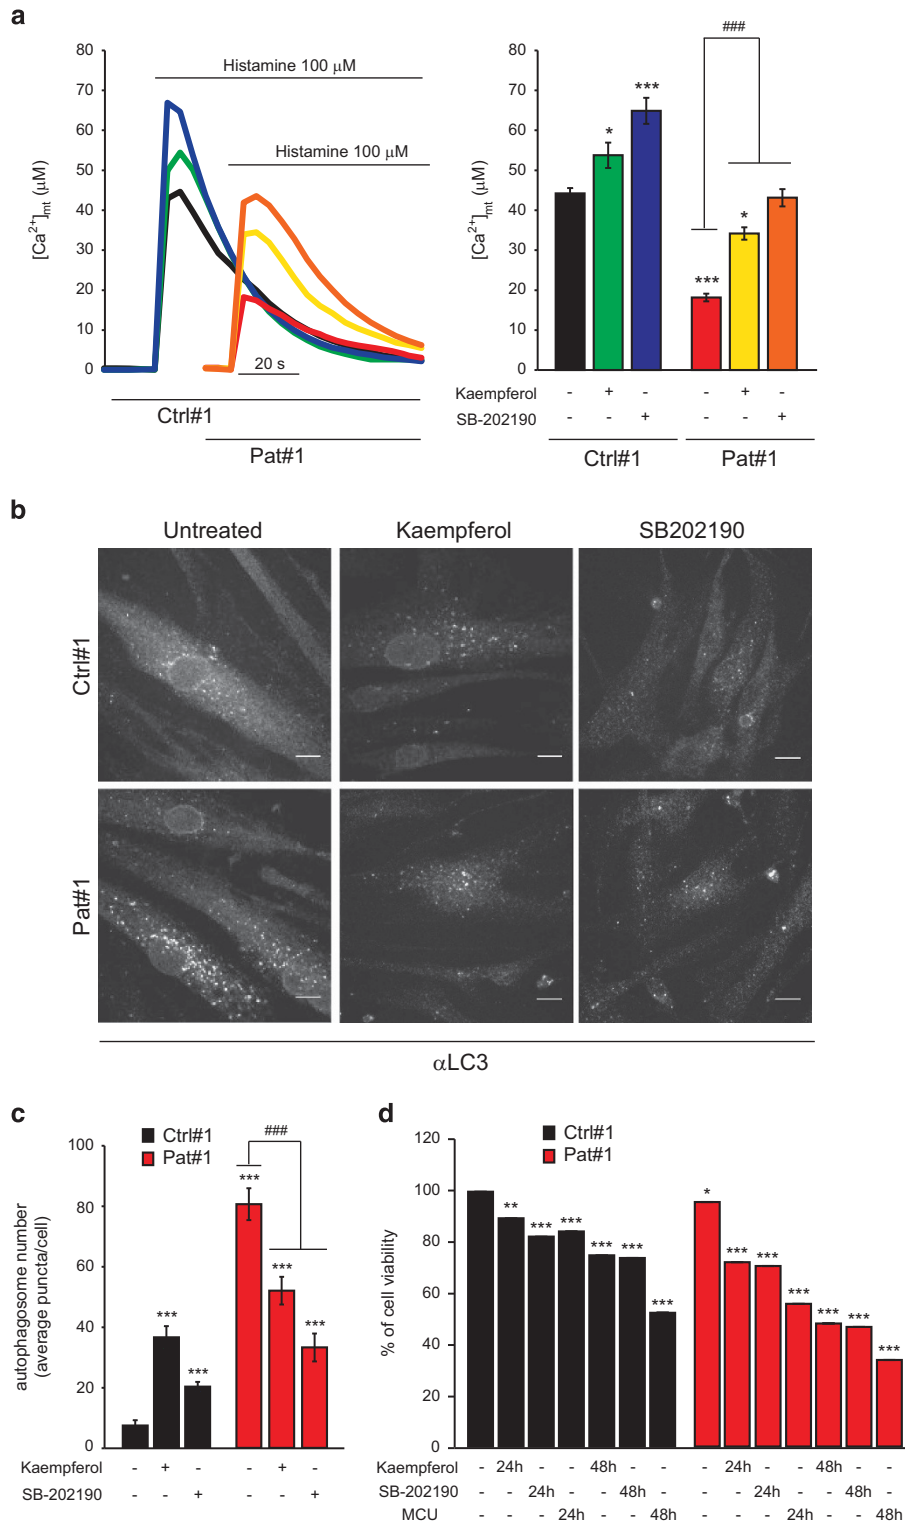 a
80
70
60
50
40
30
20
10
0
[Ca2+]mt (μM)
Histamine 100 μM
Histamine 100 μM
20 s
Ctrl#1
Pat#1
80
70
60
50
40
30
20
10
0
[Ca2+]mt (μM)
###
* *** *** *
Kaempferol - + - - + -
SB-202190 - - + - - +
Ctrl#1 Pat#1
b
Untreated Kaempferol SB202190
Ctrl#1
Pat#1
αLC3
c
Ctrl#1
Pat#1
###
100
80
60
40
20
0
autophagosome number
(average puncta/cell)
*** *** *** *** ***
Kaempferol - + - - + -
SB-202190 - - + - - +
d
Ctrl#1
Pat#1
120
100
80
60
40
20
0
% of cell viability
** *** *** *** *** *** * *** *** *** *** *** ***
Kaempferol - 24h - - 48h - - - 24h - - 48h - -
SB-202190 - - 24h - - 48h - - - 24h - - 48h -
MCU - - - 24h - - 48h - - - 24h - - 48h